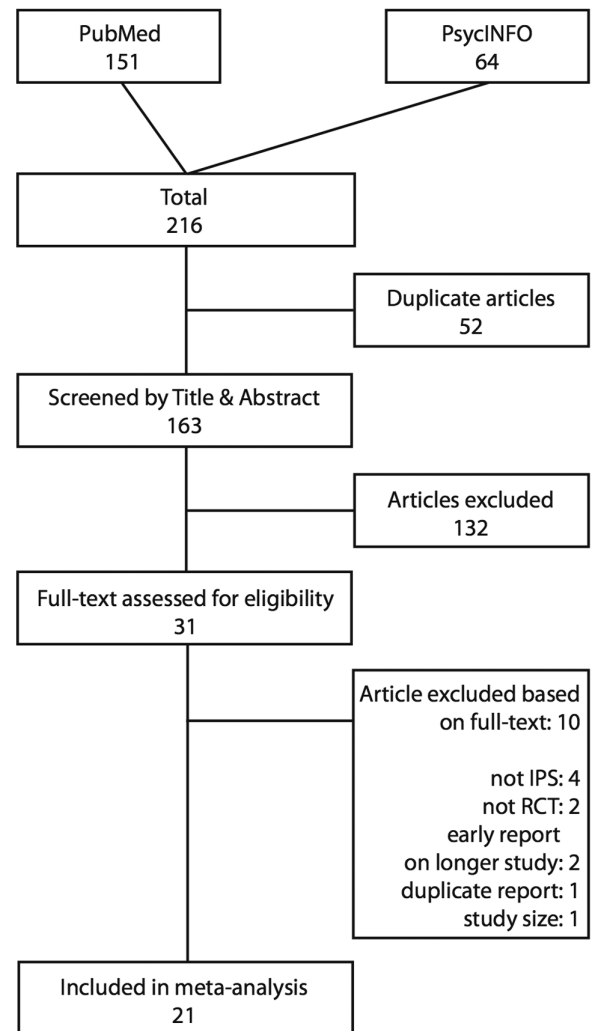 PubMed
151
PsycINFO
64
Total
216
Duplicate articles
52
Screened by Title & Abstract
163
Articles excluded
132
Full-text assessed for eligibility
31
Article excluded based
on full-text: 10
not IPS: 4
not RCT: 2
early report
on longer study: 2
duplicate report: 1
study size: 1
Included in meta-analysis
21